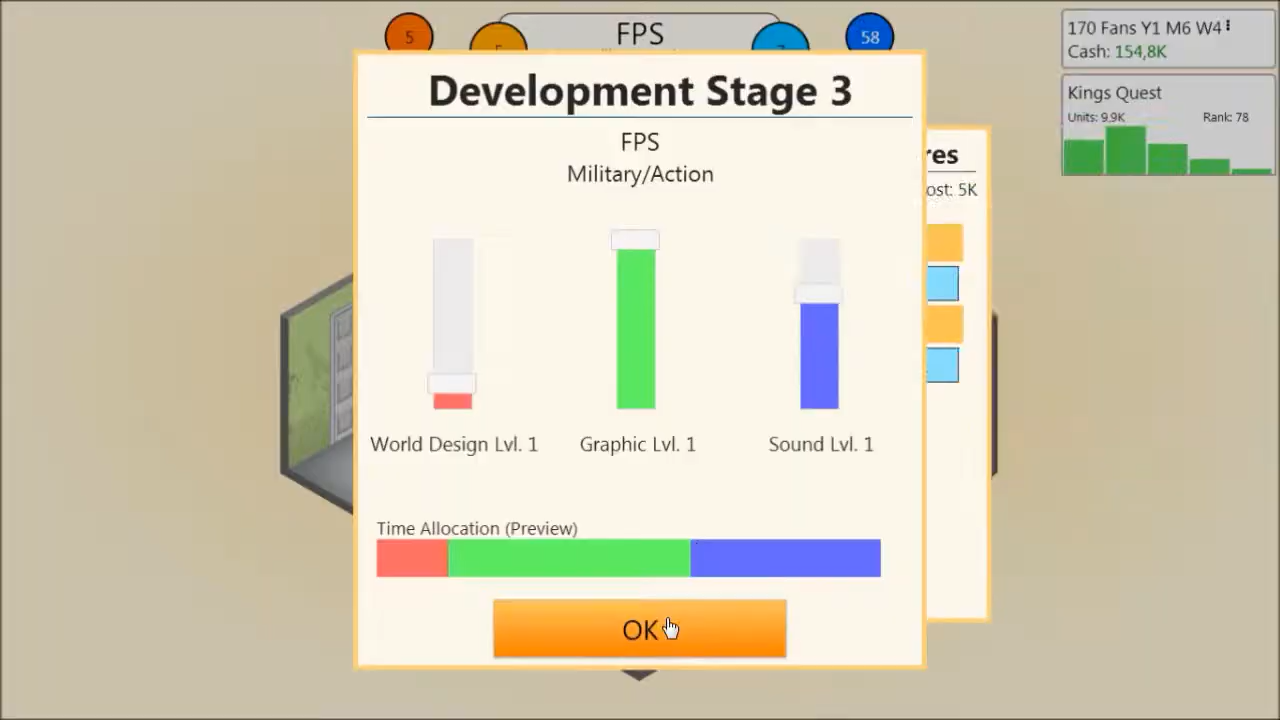 5
FPS
58
170 Fans Y1 M6 W4
Cash: 154,8K
Kings Quest
Units: 9.9K Rank: 78
Development Stage 3
FPS
Military/Action
res
ost: 5K
World Design Lvl. 1
Graphic Lvl. 1
Sound Lvl. 1
Time Allocation (Preview)
OK